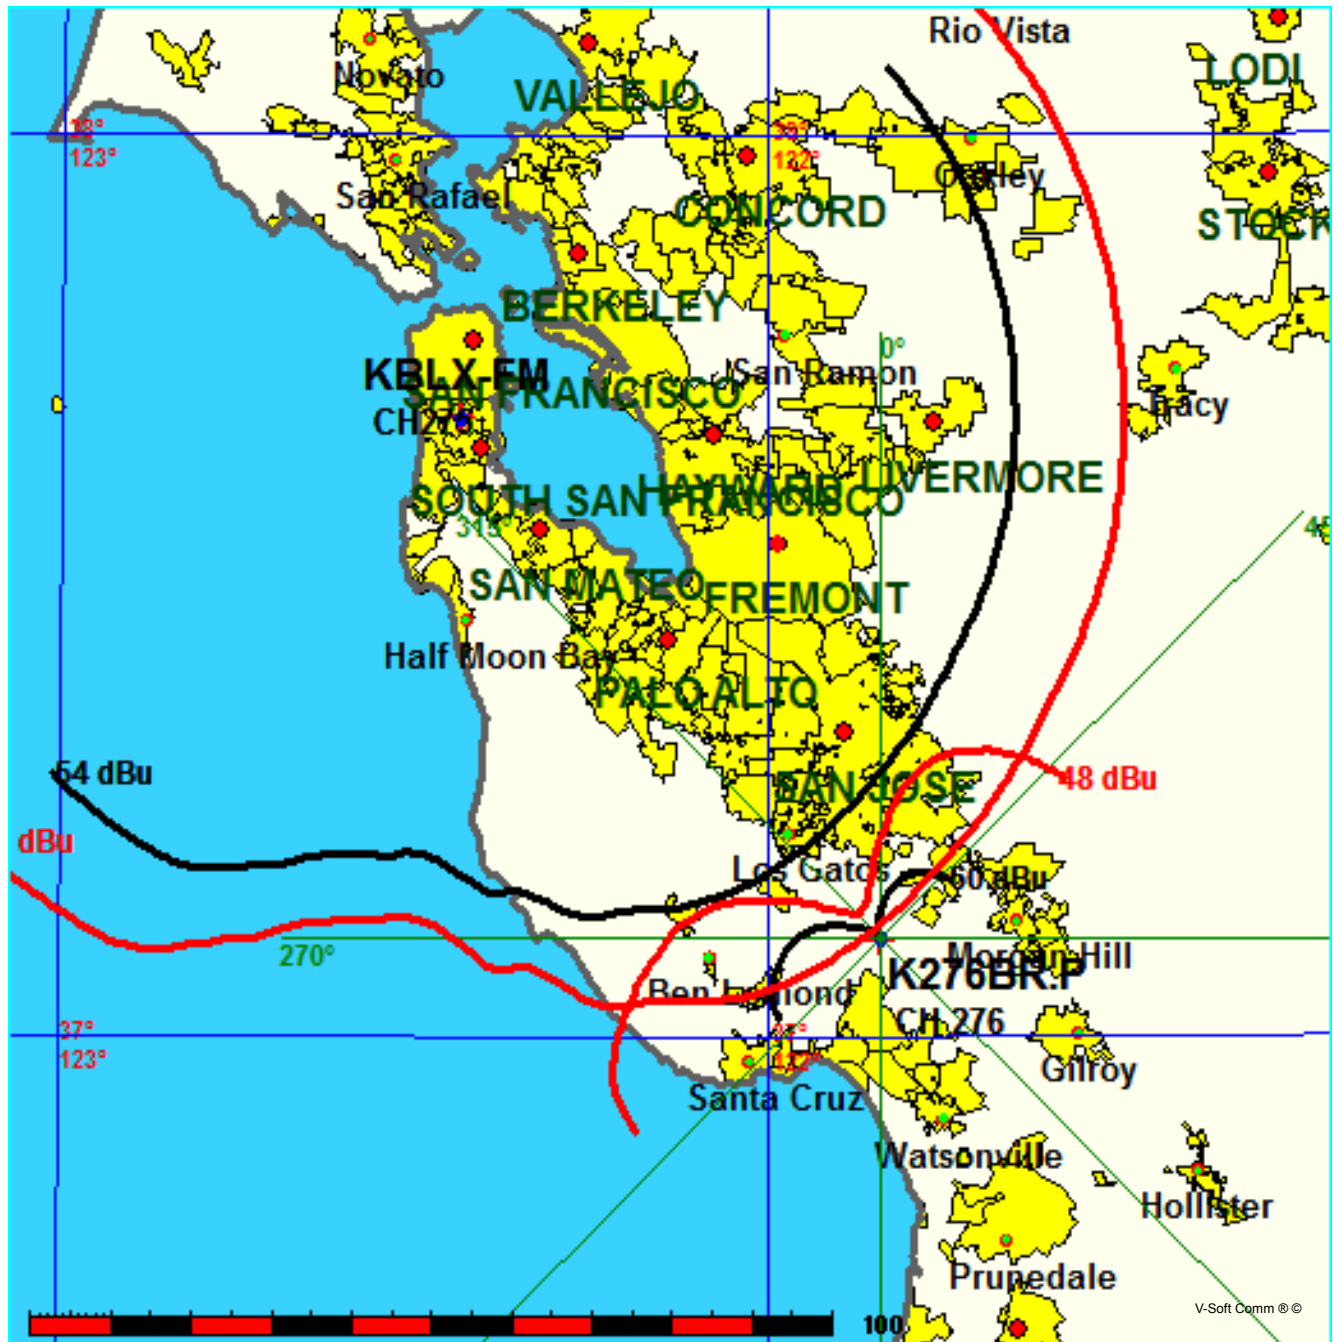 Rio Vista
LODI
Novato
VALLEJO
38°
123°
38°
122°
Oakley
San Rafael
CONCORD
STOCK
BERKELEY
0°
KBLX-FM
San Ramon
SAN FRANCISCO
Tracy
CH275
LIVERMORE
HAYWARD
SOUTH SAN FRANCISCO
315°
45
SAN MATEO
FREMONT
Half Moon Bay
PALO ALTO
54 dBu
SAN JOSE
48 dBu
dBu
Los Gatos
60 dBu
270°
Morgan Hill
K276BR.P
Ben Lomond
CH 276
37°
123°
37°
122°
Gilroy
Santa Cruz
Watsonville
Hollister
Prunedale
V-Soft Comm ® ©
100